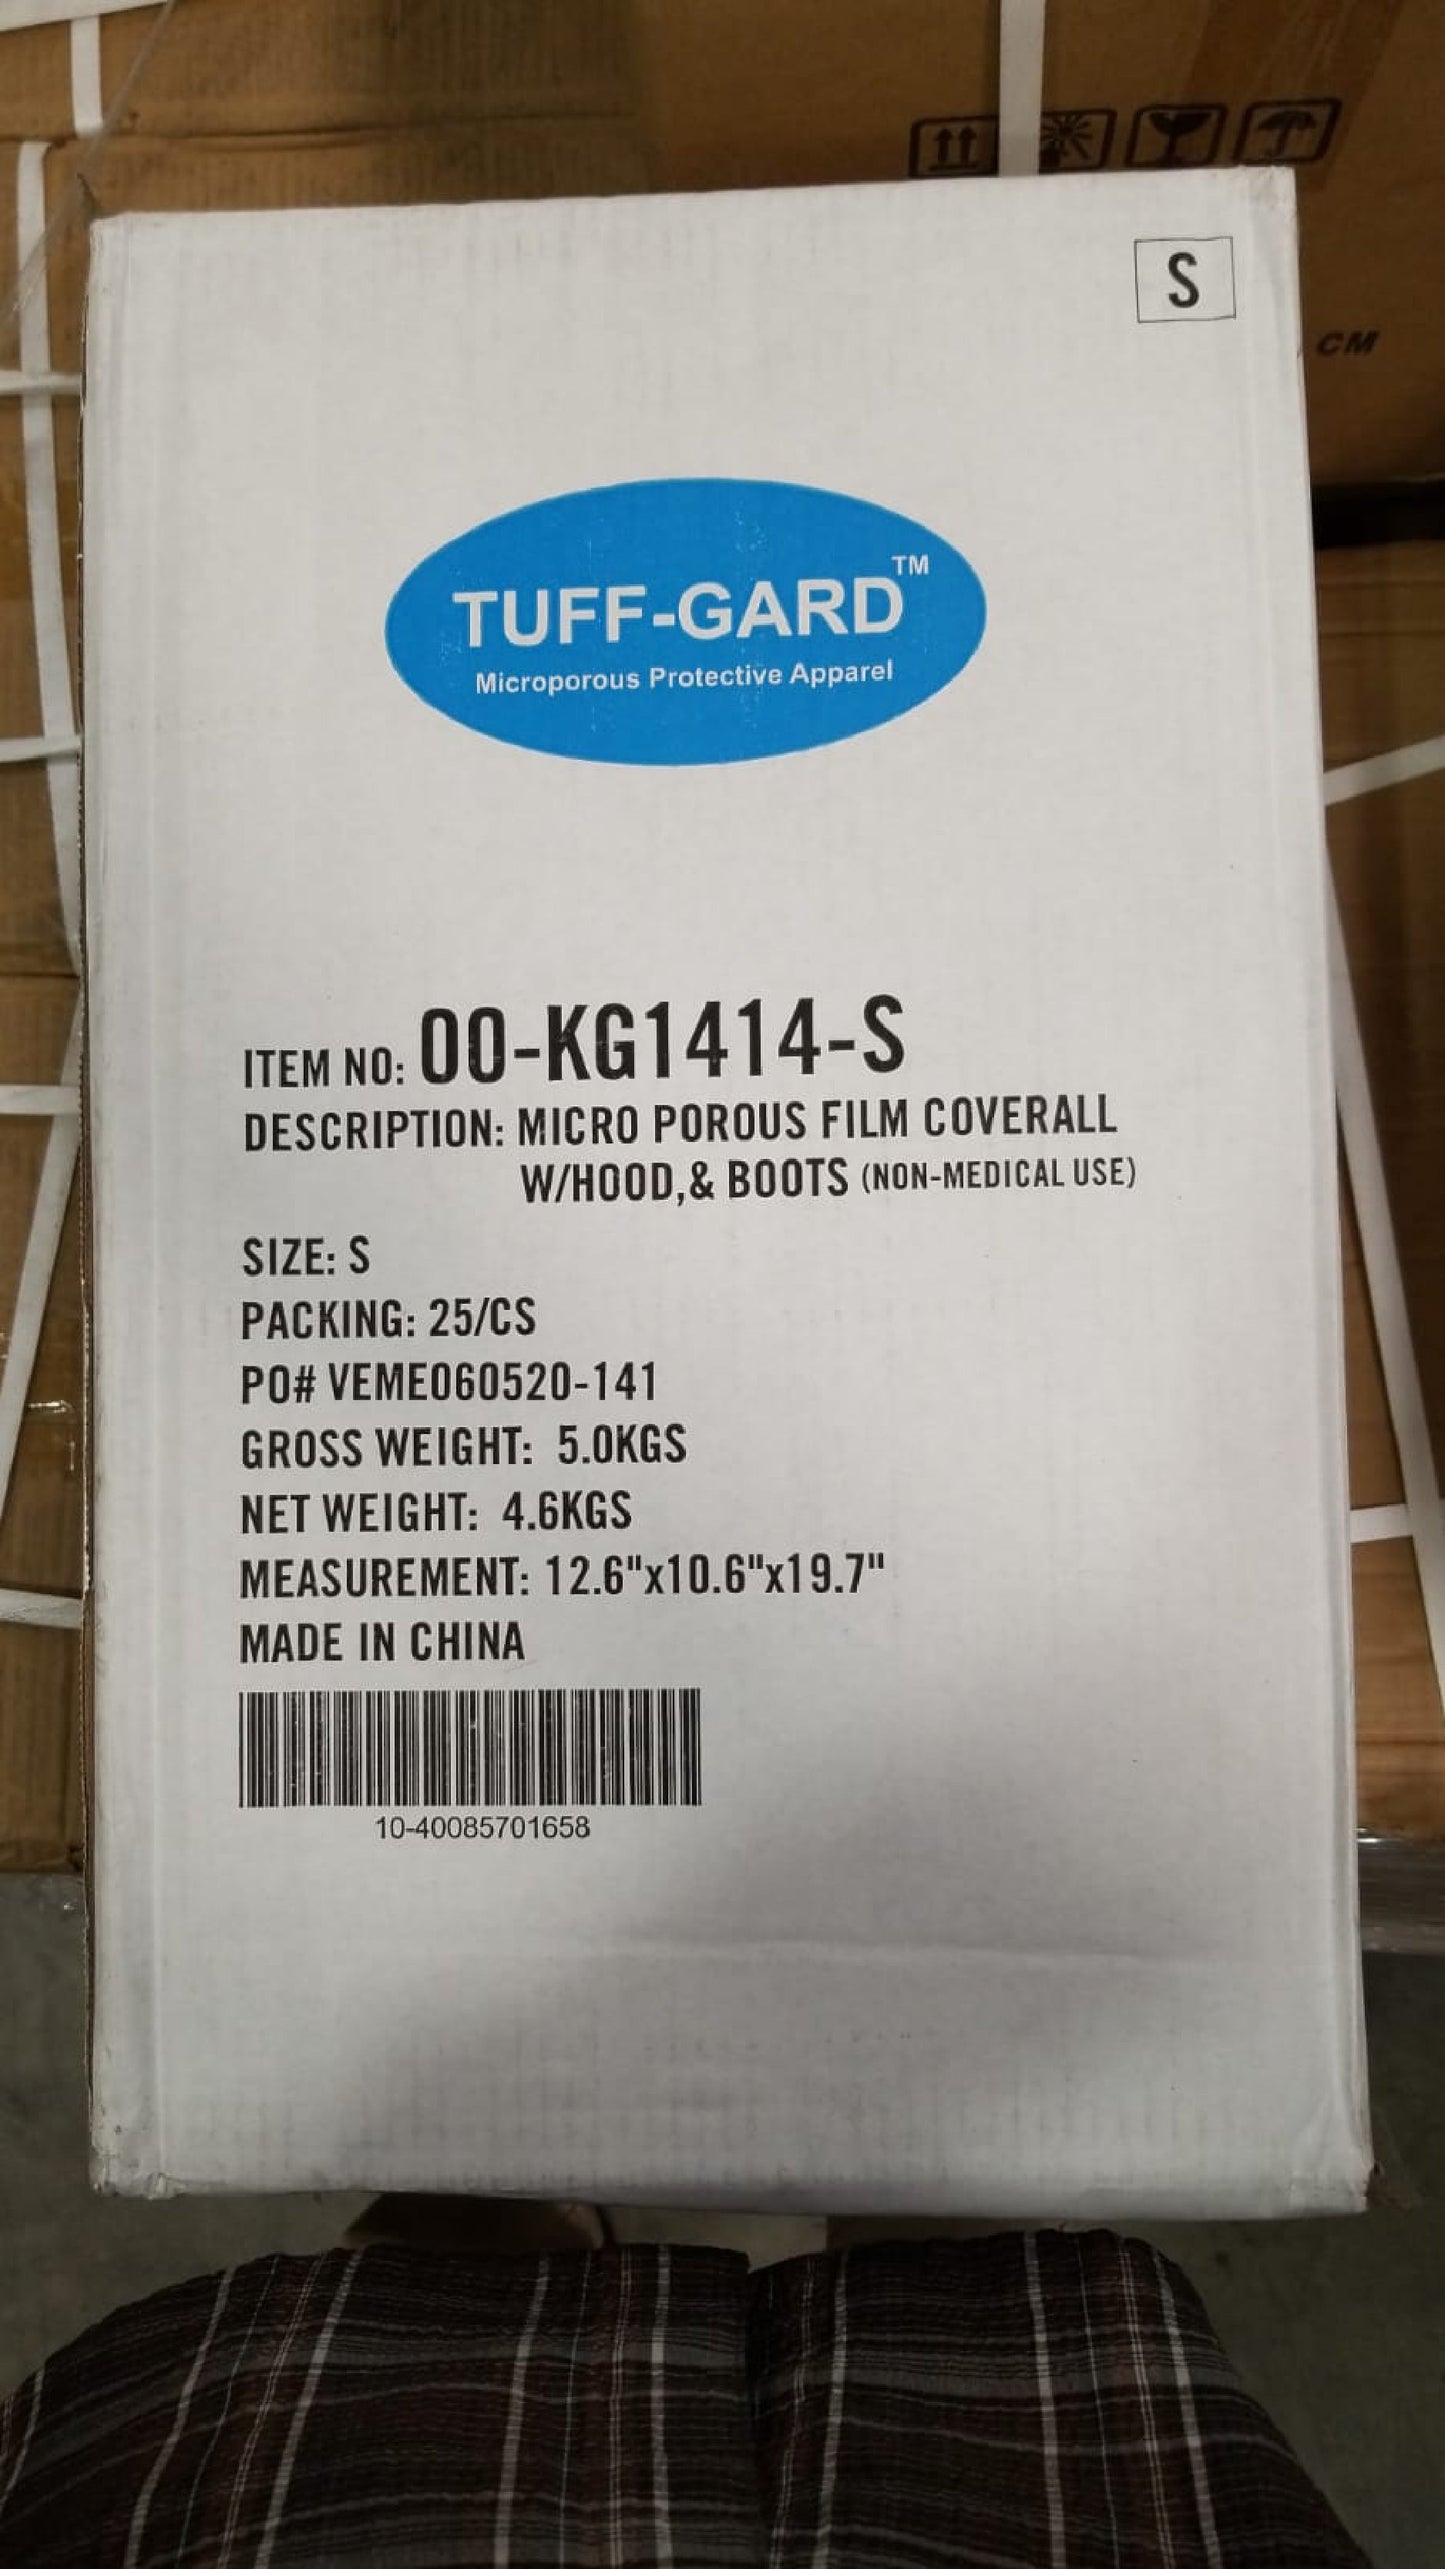 CM
S
TUFF-GARD™
Microporous Protective Apparel
ITEM NO: 00-KG1414-S
DESCRIPTION: MICRO POROUS FILM COVERALL
W/HOOD,& BOOTS (NON-MEDICAL USE)
SIZE: S
PACKING: 25/CS
PO# VEME060520-141
GROSS WEIGHT: 5.0KGS
NET WEIGHT: 4.6KGS
MEASUREMENT: 12.6"x10.6"x19.7"
MADE IN CHINA
10-40085701658